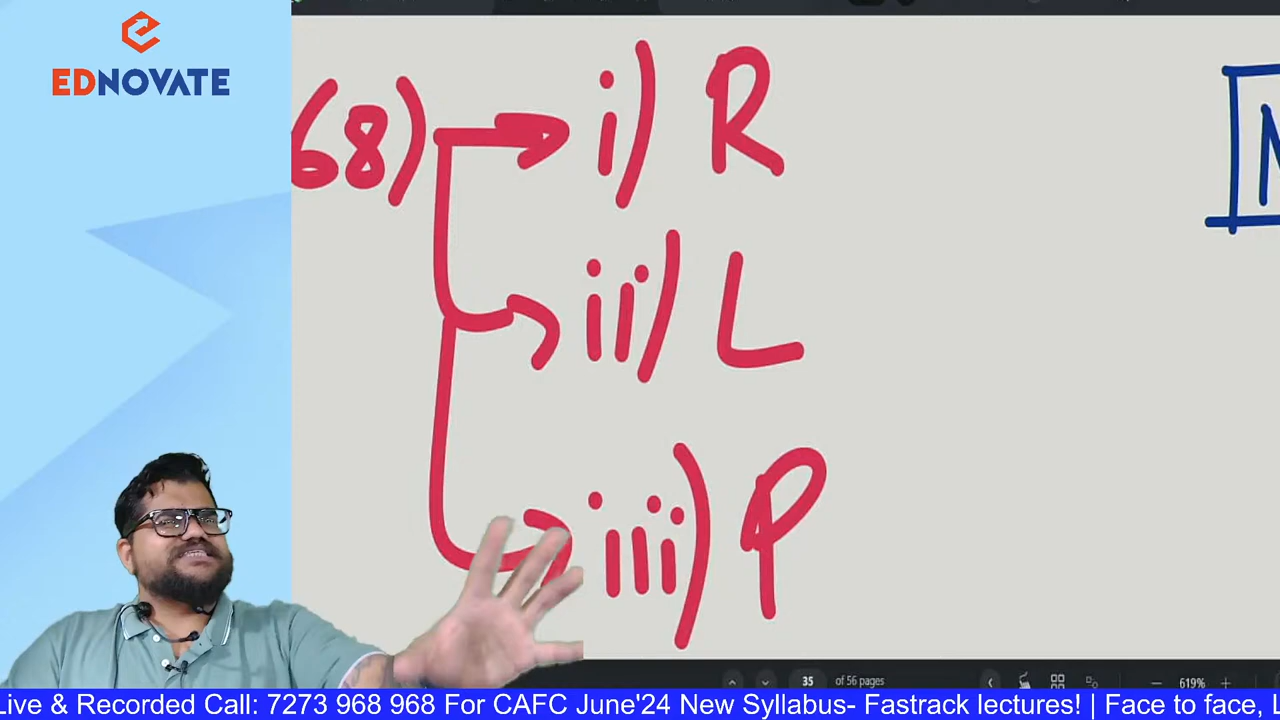 EDNOVATE
68)
i) R
ii) L
iii) P
35 of 56 pages
619%
Live & Recorded Call: 7273 968 968 For CAFC June'24 New Syllabus- Fastrack lectures! | Face to face, L